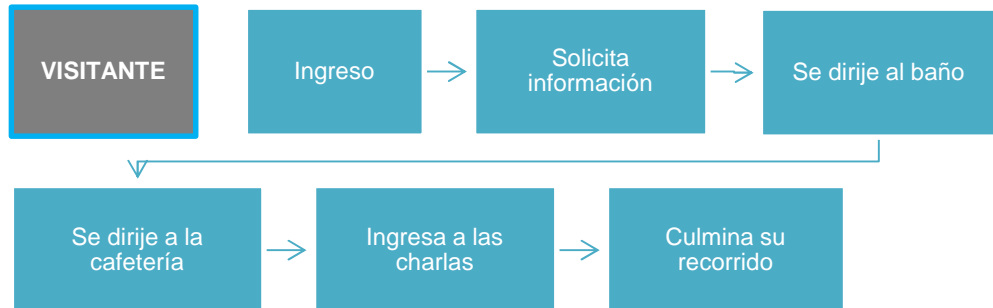 VISITANTE
Ingreso
Solicita
información
Se dirije al baño
Se dirije a la
cafetería
Ingresa a las
charlas
Culmina su
recorrido